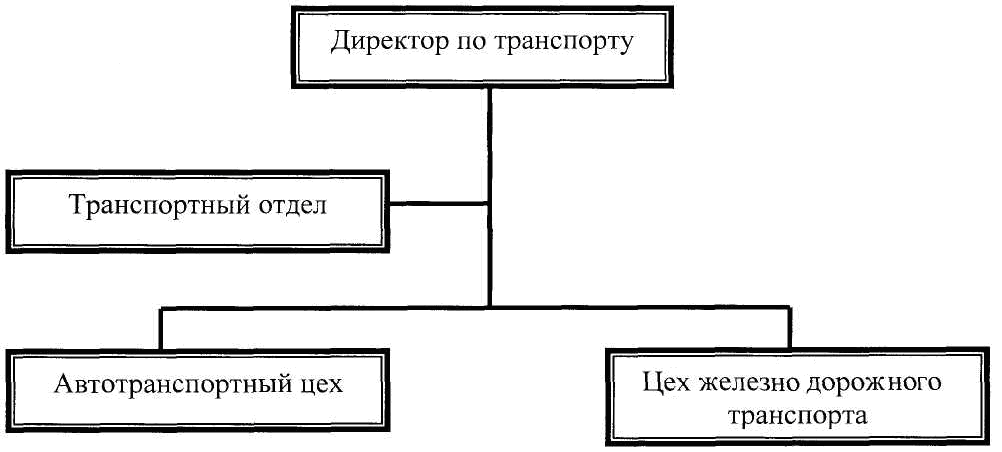 Директор по транспорту
Транспортный отдел
Автотранспортный цех
Цех железно дорожного
транспорта